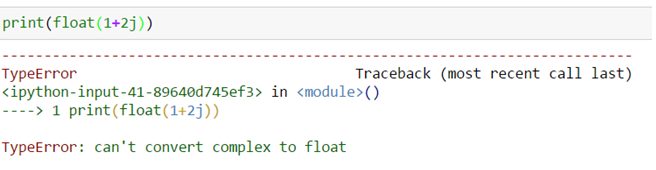 print(float(1+2j))
---------------------------------------------------------------------------
TypeError                                 Traceback (most recent call last)
<ipython-input-41-89640d745ef3> in <module>()
----> 1 print(float(1+2j))
TypeError: can't convert complex to float